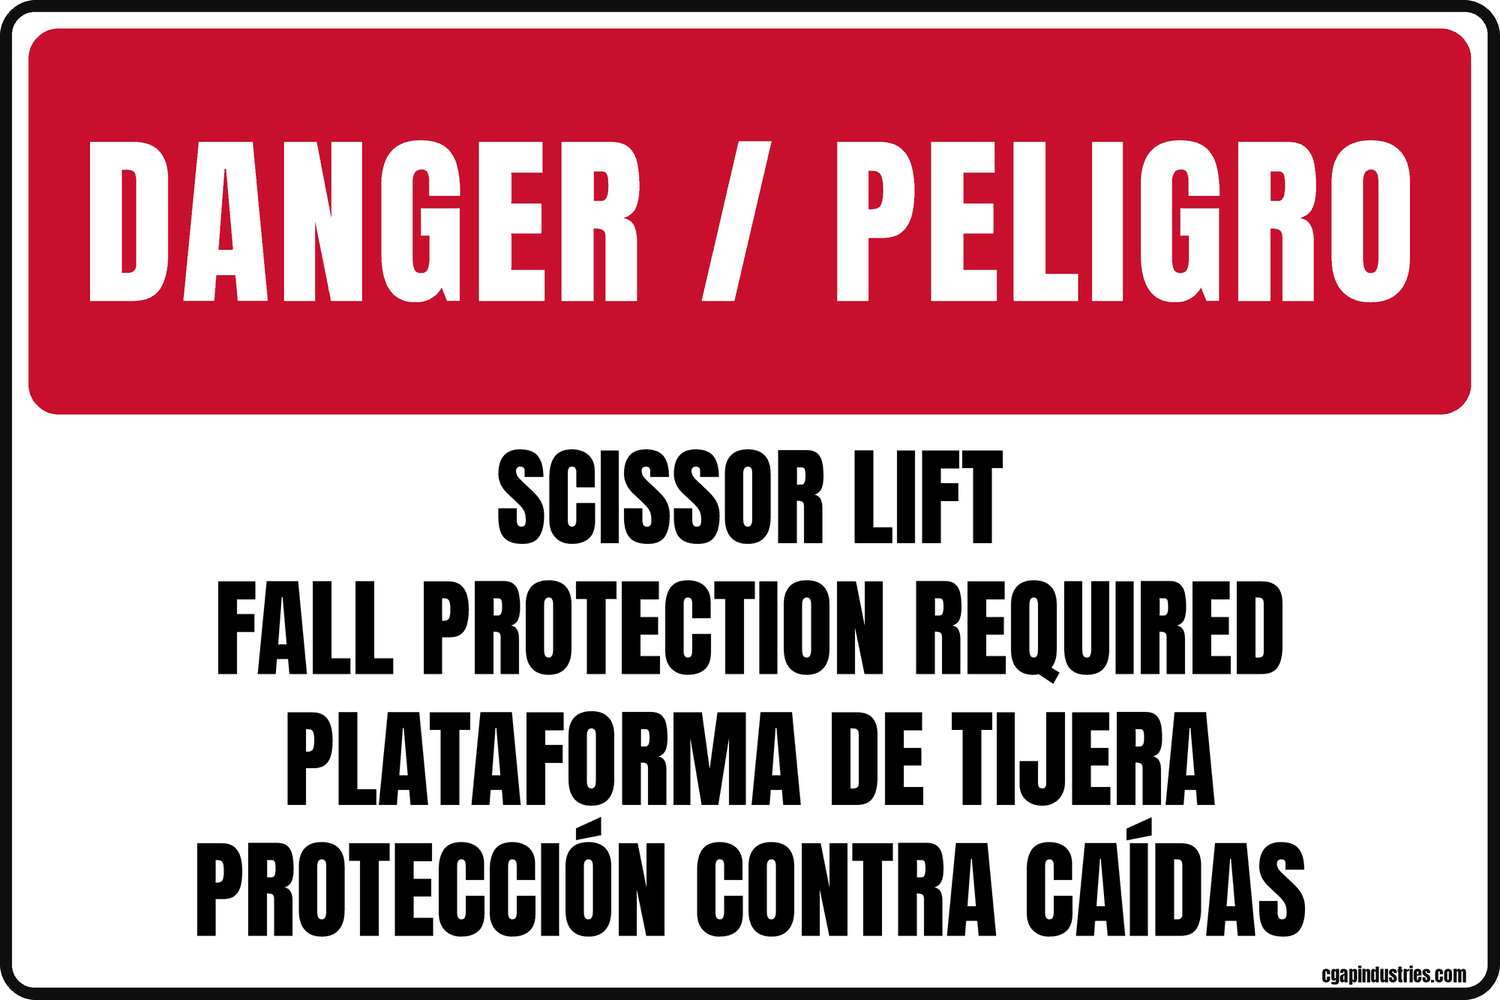 DANGER / PELIGRO
SCISSOR LIFT
FALL PROTECTION REQUIRED
PLATAFORMA DE TIJERA
PROTECCIÓN CONTRA CAÍDAS
cgapindustries.com